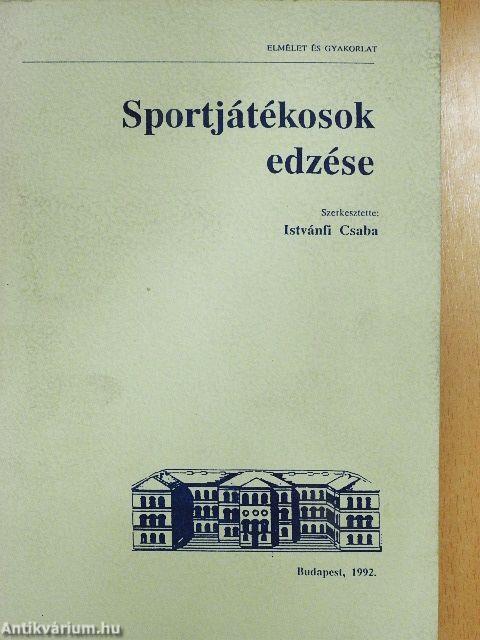 ELMÉLET ÉS GYAKORLAT
Sportjátékosok
edzése
Szerkesztette:
Istvánfi Csaba
Budapest, 1992.
Antikvárium.hu